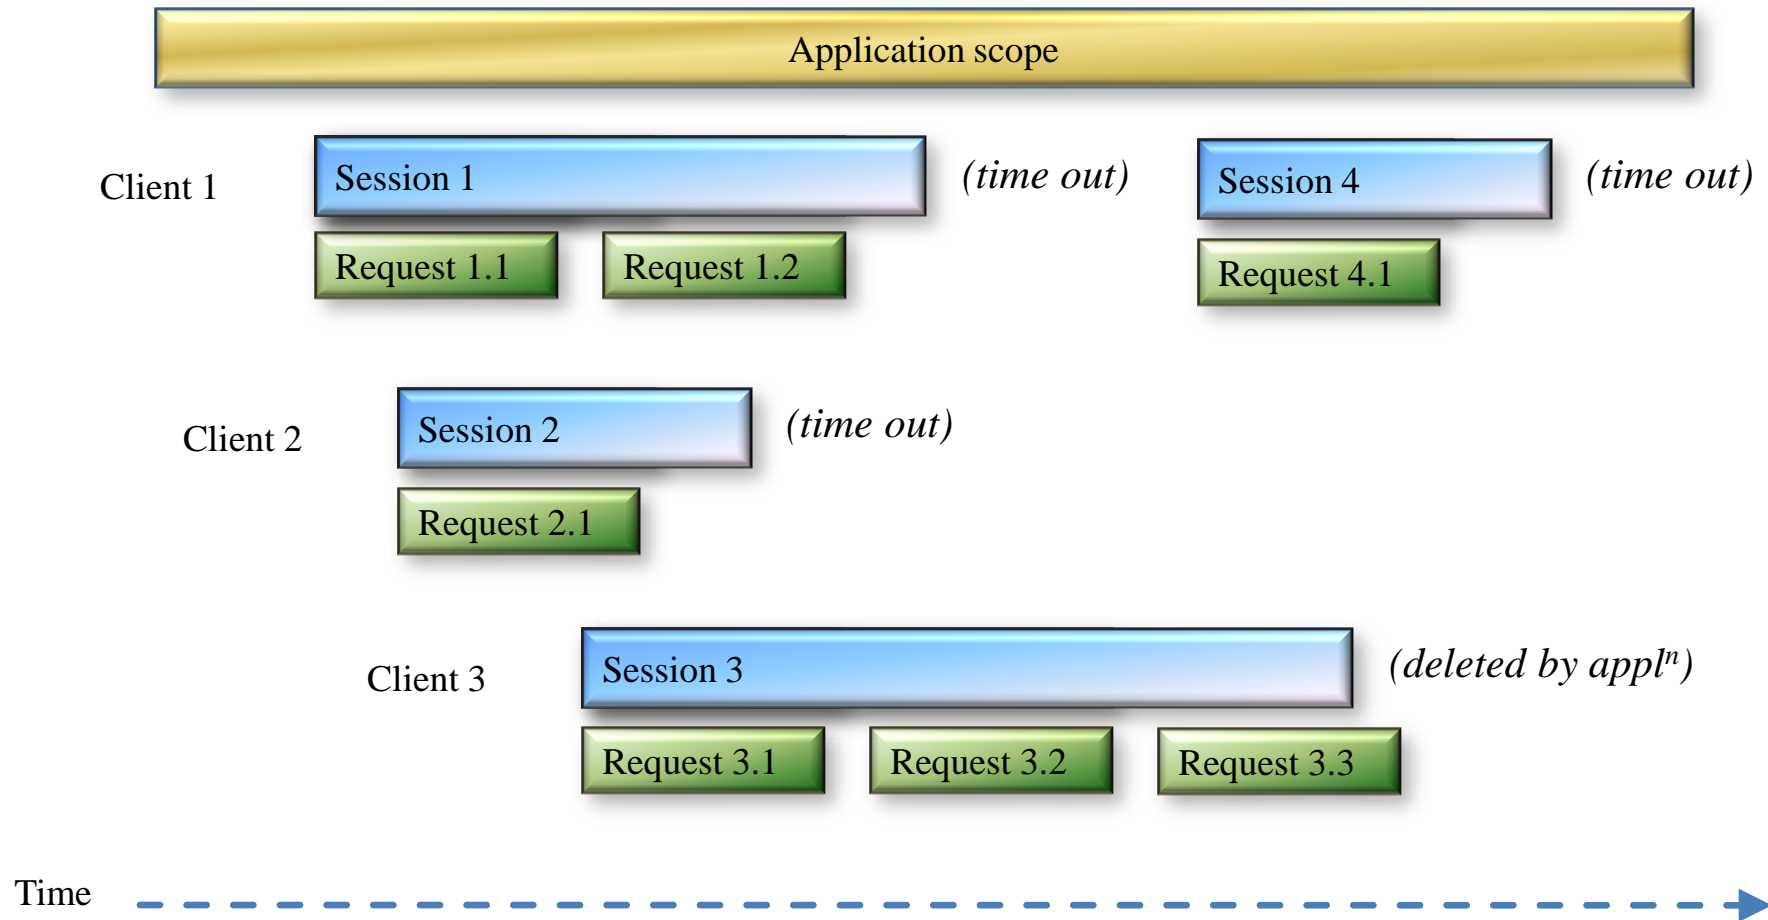 Application scope
Client 1 Session 1 (time out) Session 4 (time out)
Request 1.1 Request 1.2 Request 4.1
Client 2 Session 2 (time out)
Request 2.1
Client 3 Session 3 (deleted by applⁿ)
Request 3.1 Request 3.2 Request 3.3
Time